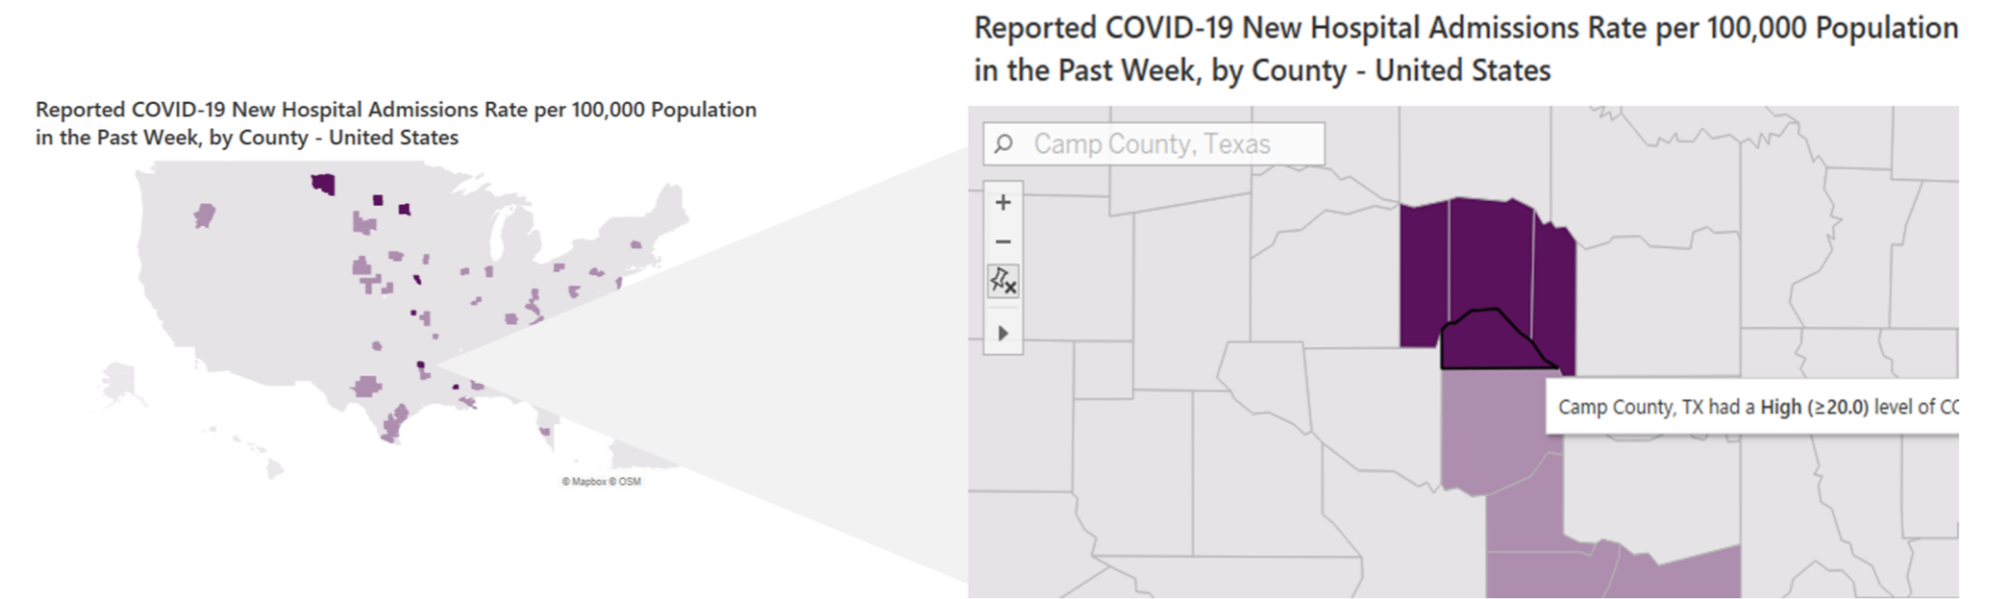 Reported COVID-19 New Hospital Admissions Rate per 100,000 Population
in the Past Week, by County - United States
© Mapbox © OSM
Reported COVID-19 New Hospital Admissions Rate per 100,000 Population
in the Past Week, by County - United States
Camp County, Texas
Camp County, TX had a High (≥20.0) level of CO